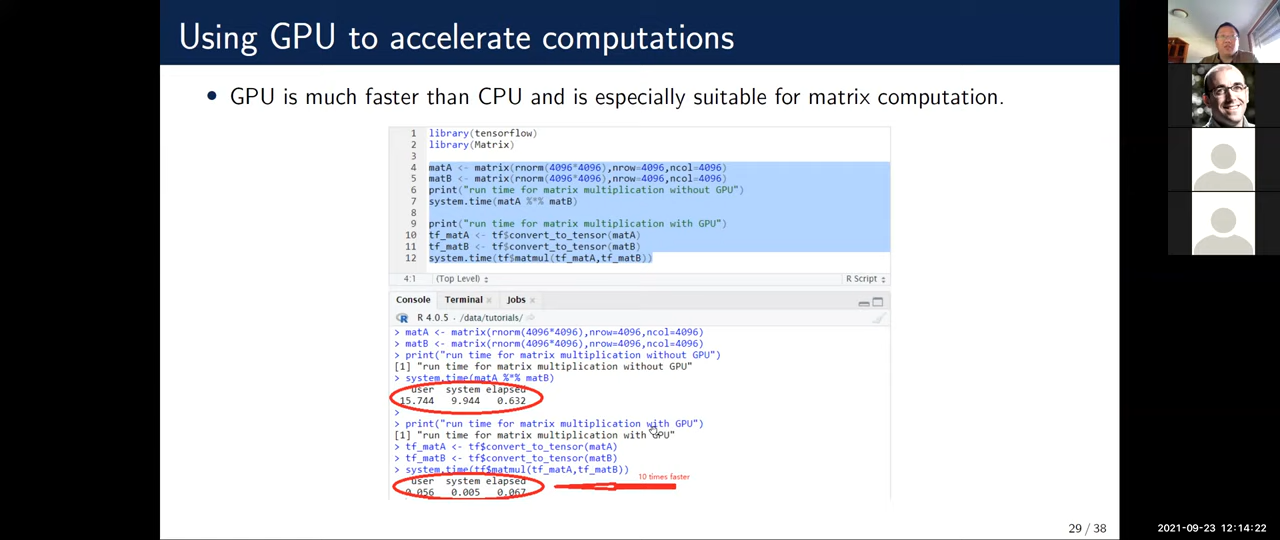 Using GPU to accelerate computations
• GPU is much faster than CPU and is especially suitable for matrix computation.
1 library(tensorflow)
2 library(Matrix)
3
4 matA <- matrix(rnorm(4096*4096),nrow=4096,ncol=4096)
5 matB <- matrix(rnorm(4096*4096),nrow=4096,ncol=4096)
6 print("run time for matrix multiplication without GPU")
7 system.time(matA %*% matB)
8
9 print("run time for matrix multiplication with GPU")
10 tf_matA <- tf$convert_to_tensor(matA)
11 tf_matB <- tf$convert_to_tensor(matB)
12 system.time(tf$matmul(tf_matA,tf_matB))
4:1 (Top Level) R Script
Console Terminal × Jobs ×
R 4.0.5 · /data/tutorials/
> matA <- matrix(rnorm(4096*4096),nrow=4096,ncol=4096)
> matB <- matrix(rnorm(4096*4096),nrow=4096,ncol=4096)
> print("run time for matrix multiplication without GPU")
[1] "run time for matrix multiplication without GPU"
> system.time(matA %*% matB)
user system elapsed
15.744 9.944 0.632
>
> print("run time for matrix multiplication with GPU")
[1] "run time for matrix multiplication with GPU"
> tf_matA <- tf$convert_to_tensor(matA)
> tf_matB <- tf$convert_to_tensor(matB)
> system.time(tf$matmul(tf_matA,tf_matB))
10 times faster
user system elapsed
0.056 0.005 0.067
29 / 38
2021-09-23 12:14:22